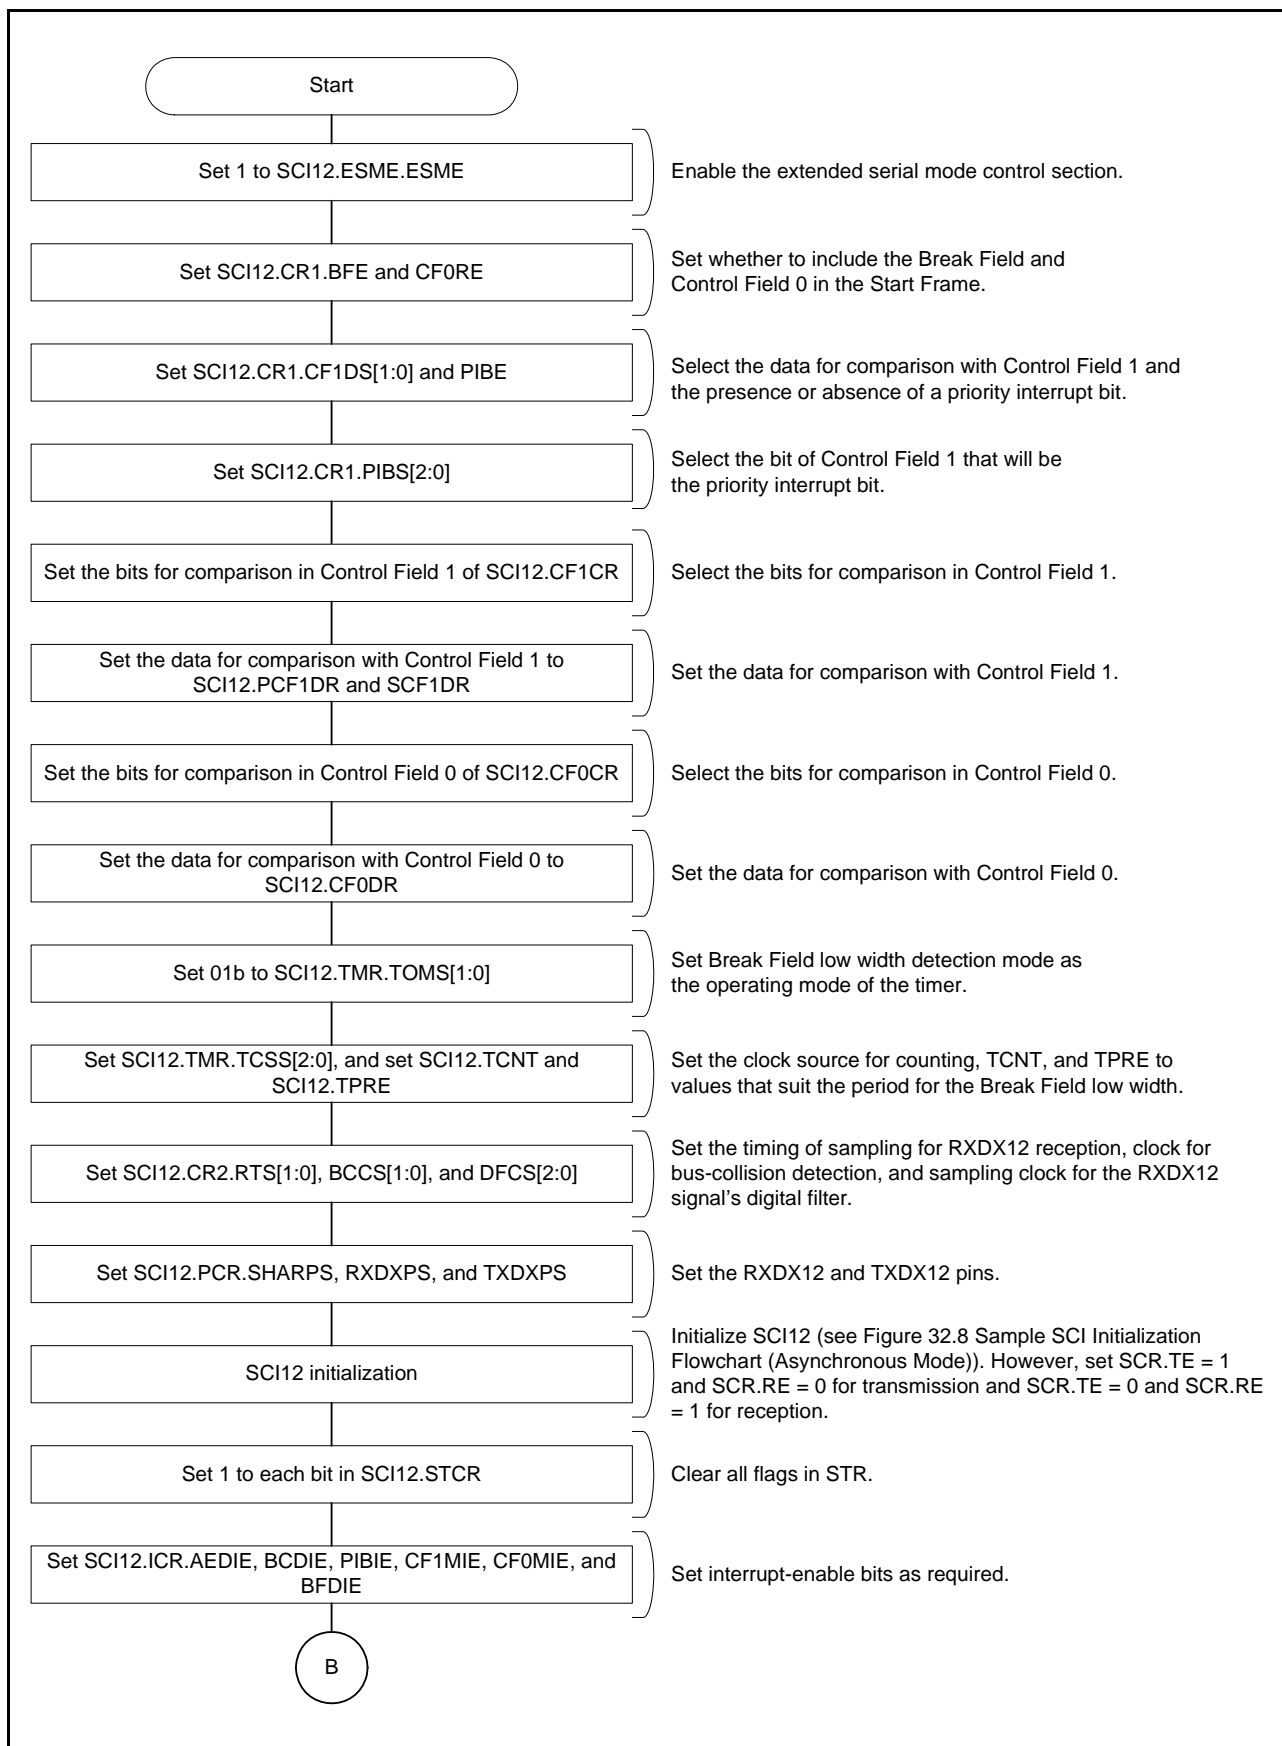 Start
Set 1 to SCI12.ESME.ESME
Enable the extended serial mode control section.
Set SCI12.CR1.BFE and CF0RE
Set whether to include the Break Field and
Control Field 0 in the Start Frame.
Set SCI12.CR1.CF1DS[1:0] and PIBE
Select the data for comparison with Control Field 1 and
the presence or absence of a priority interrupt bit.
Set SCI12.CR1.PIBS[2:0]
Select the bit of Control Field 1 that will be
the priority interrupt bit.
Set the bits for comparison in Control Field 1 of SCI12.CF1CR
Select the bits for comparison in Control Field 1.
Set the data for comparison with Control Field 1 to
SCI12.PCF1DR and SCF1DR
Set the data for comparison with Control Field 1.
Set the bits for comparison in Control Field 0 of SCI12.CF0CR
Select the bits for comparison in Control Field 0.
Set the data for comparison with Control Field 0 to
SCI12.CF0DR
Set the data for comparison with Control Field 0.
Set 01b to SCI12.TMR.TOMS[1:0]
Set Break Field low width detection mode as
the operating mode of the timer.
Set SCI12.TMR.TCSS[2:0], and set SCI12.TCNT and
SCI12.TPRE
Set the clock source for counting, TCNT, and TPRE to
values that suit the period for the Break Field low width.
Set SCI12.CR2.RTS[1:0], BCCS[1:0], and DFCS[2:0]
Set the timing of sampling for RXDX12 reception, clock for
bus-collision detection, and sampling clock for the RXDX12
signal's digital filter.
Set SCI12.PCR.SHARPS, RXDXPS, and TXDXPS
Set the RXDX12 and TXDX12 pins.
SCI12 initialization
Initialize SCI12 (see Figure 32.8 Sample SCI Initialization
Flowchart (Asynchronous Mode)). However, set SCR.TE = 1
and SCR.RE = 0 for transmission and SCR.TE = 0 and SCR.RE
= 1 for reception.
Set 1 to each bit in SCI12.STCR
Clear all flags in STR.
Set SCI12.ICR.AEDIE, BCDIE, PIBIE, CF1MIE, CF0MIE, and
BFDIE
Set interrupt-enable bits as required.
B